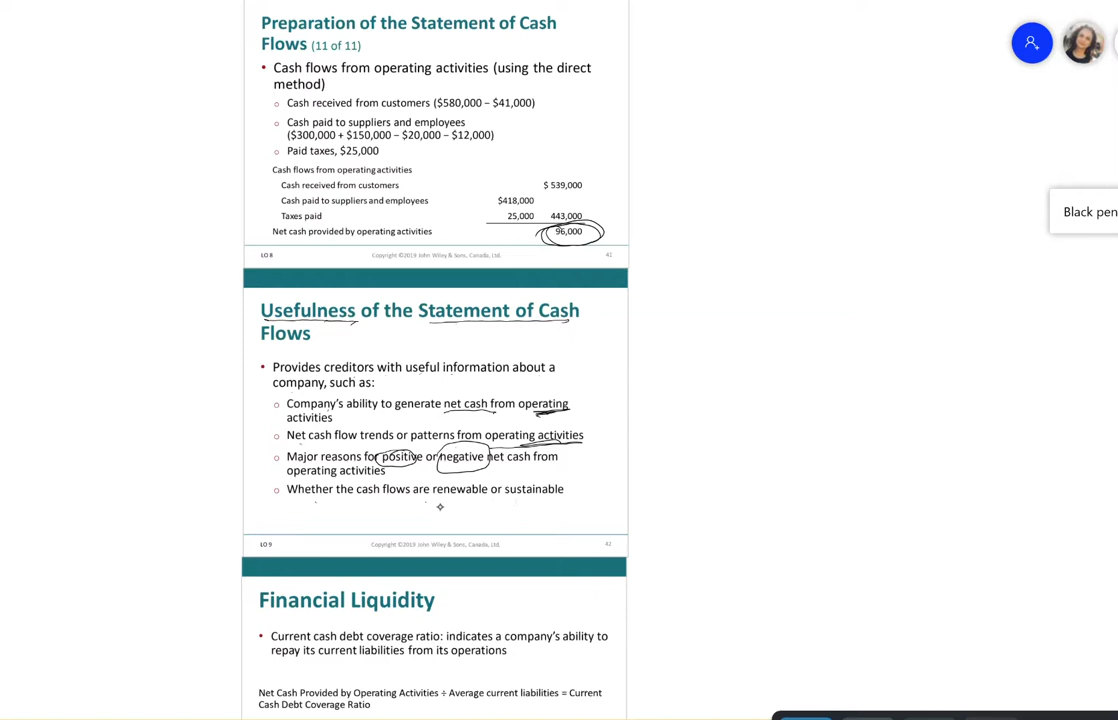 Preparation of the Statement of Cash
Flows (11 of 11)
• Cash flows from operating activities (using the direct
method)
○ Cash received from customers ($580,000 − $41,000)
○ Cash paid to suppliers and employees
($300,000 + $150,000 − $20,000 − $12,000)
○ Paid taxes, $25,000
Cash flows from operating activities
Cash received from customers $ 539,000
Cash paid to suppliers and employees $418,000
Taxes paid 25,000 443,000
Net cash provided by operating activities 96,000
LO 8 Copyright ©2019 John Wiley & Sons, Canada, Ltd. 41
Black pen
Usefulness of the Statement of Cash
Flows
• Provides creditors with useful information about a
company, such as:
○ Company's ability to generate net cash from operating
activities
○ Net cash flow trends or patterns from operating activities
○ Major reasons for positive or negative net cash from
operating activities
○ Whether the cash flows are renewable or sustainable
LO 9 Copyright ©2019 John Wiley & Sons, Canada, Ltd. 42
Financial Liquidity
• Current cash debt coverage ratio: indicates a company's ability to
repay its current liabilities from its operations
Net Cash Provided by Operating Activities ÷ Average current liabilities = Current
Cash Debt Coverage Ratio